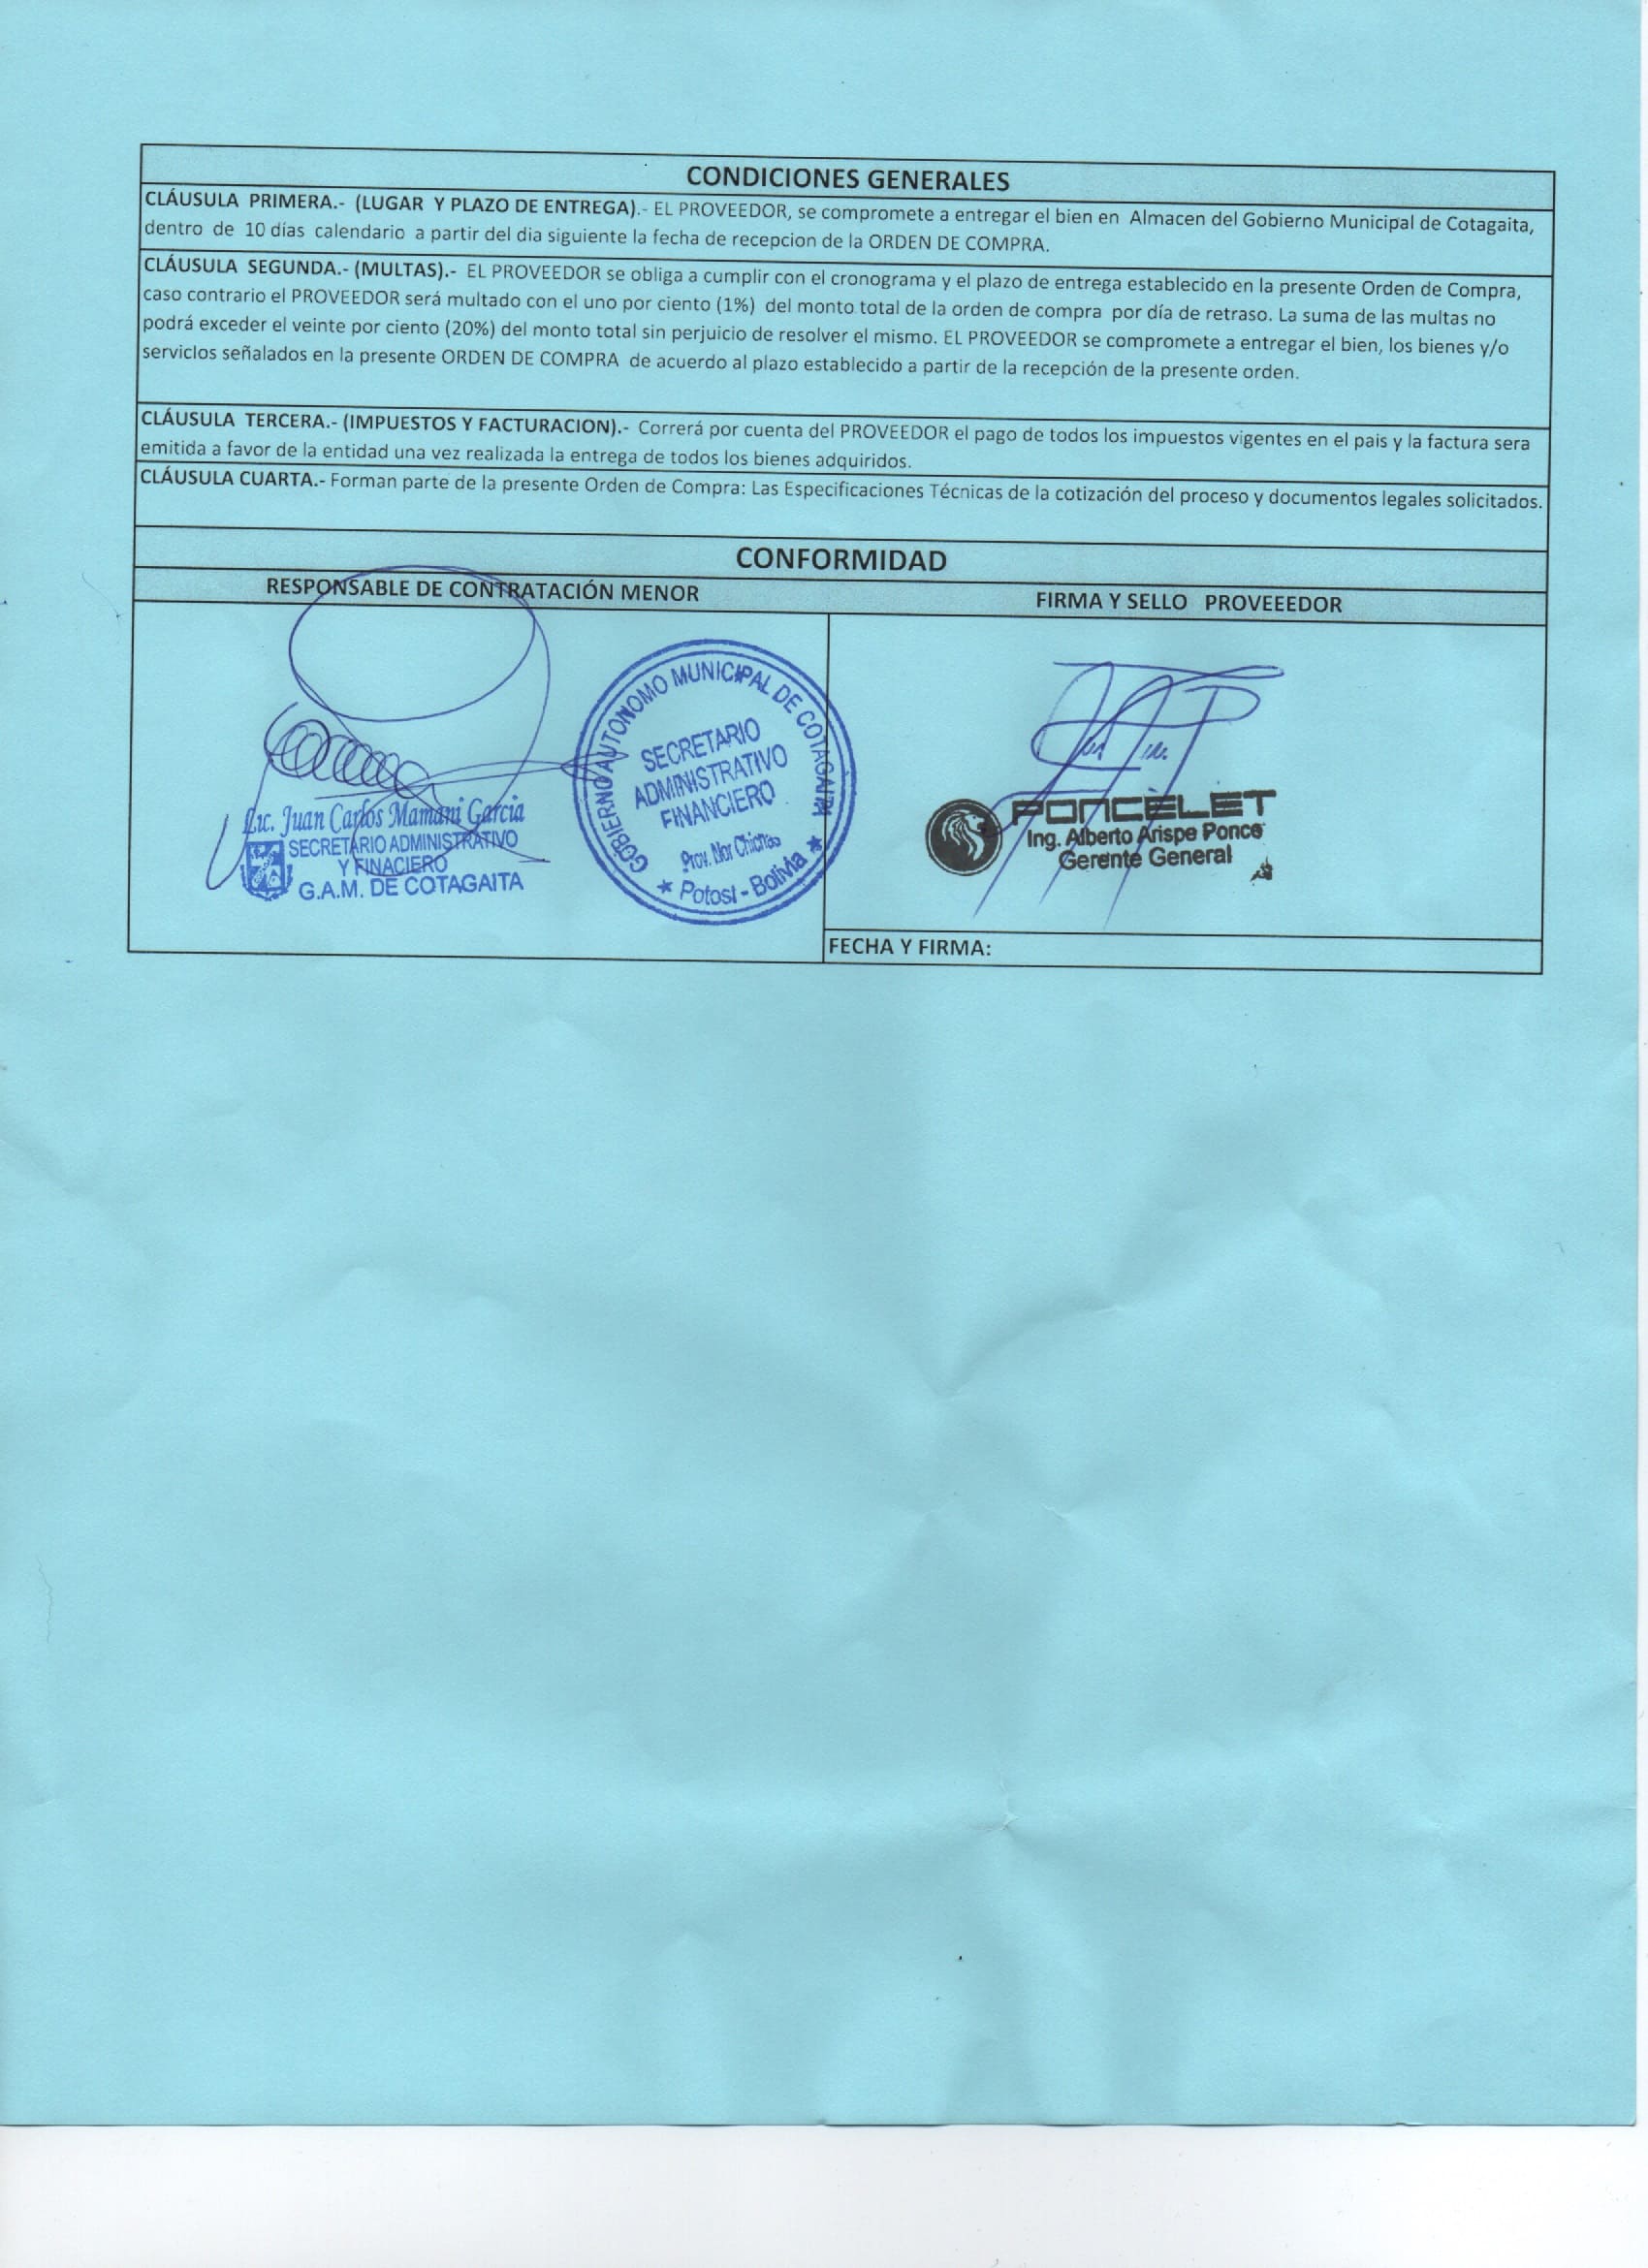 CONDICIONES GENERALES
CLÁUSULA PRIMERA.- (LUGAR Y PLAZO DE ENTREGA).- EL PROVEEDOR, se compromete a entregar el bien en Almacen del Gobierno Municipal de Cotagaita,
dentro de 10 días calendario a partir del dia siguiente la fecha de recepcion de la ORDEN DE COMPRA.
CLÁUSULA SEGUNDA.- (MULTAS).- EL PROVEEDOR se obliga a cumplir con el cronograma y el plazo de entrega establecido en la presente Orden de Compra,
caso contrario el PROVEEDOR será multado con el uno por ciento (1%) del monto total de la orden de compra por día de retraso. La suma de las multas no
podrá exceder el veinte por ciento (20%) del monto total sin perjuicio de resolver el mismo. EL PROVEEDOR se compromete a entregar el bien, los bienes y/o
servicios señalados en la presente ORDEN DE COMPRA de acuerdo al plazo establecido a partir de la recepción de la presente orden.
CLÁUSULA TERCERA.- (IMPUESTOS Y FACTURACION).- Correrá por cuenta del PROVEEDOR el pago de todos los impuestos vigentes en el pais y la factura sera
emitida a favor de la entidad una vez realizada la entrega de todos los bienes adquiridos.
CLÁUSULA CUARTA.- Forman parte de la presente Orden de Compra: Las Especificaciones Técnicas de la cotización del proceso y documentos legales solicitados.
CONFORMIDAD
RESPONSABLE DE CONTRATACIÓN MENOR
FIRMA Y SELLO PROVEEEDOR
Lic. Juan Carlos Mamani Garcia
SECRETARIO ADMINISTRATIVO
Y FINACIERO
G.A.M. DE COTAGAITA
GOBIERNO AUTONOMO MUNICIPAL DE COTAGAITA
SECRETARIO
ADMINISTRATIVO
FINANCIERO
Prov. Nor Chichas
★ Potosi - Bolivia ★
PONCELET
Ing. Alberto Arispe Ponce
Gerente General
FECHA Y FIRMA: